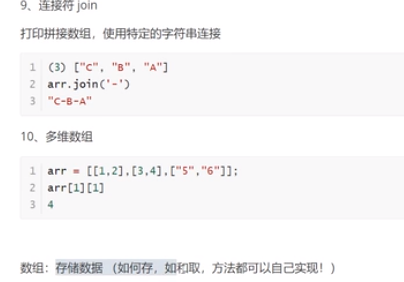 9、连接符 join
打印拼接数组，使用特定的字符串连接
1 (3) ["C", "B", "A"]
2 arr.join('-')
3 "C-B-A"
10、多维数组
1 arr = [[1,2],[3,4],["5","6"]];
2 arr[1][1]
3 4
数组：存储数据 （如何存，如何取，方法都可以自己实现！）